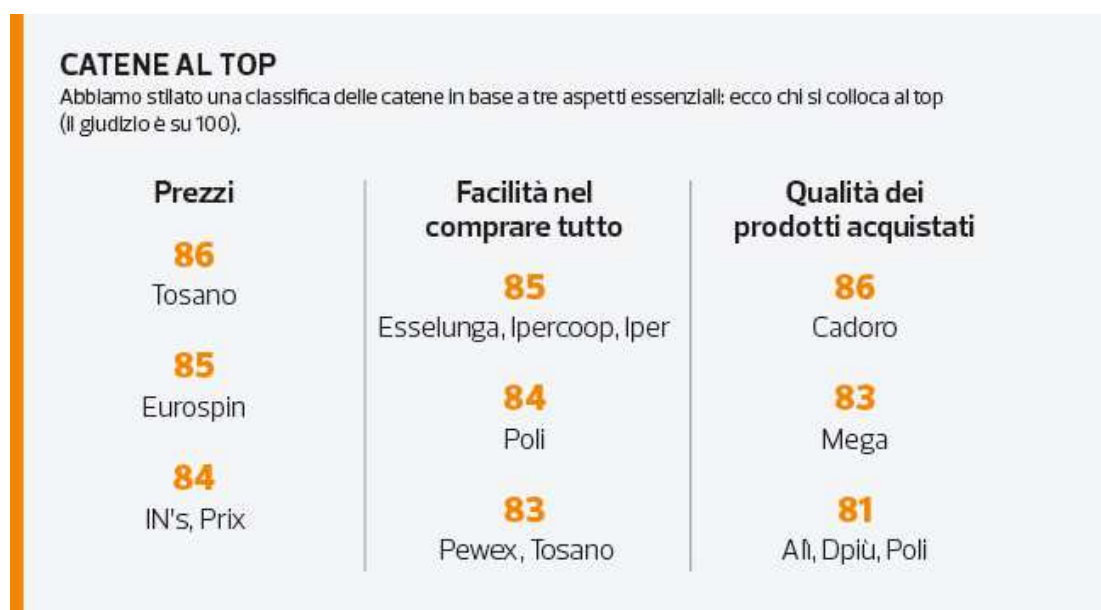 CATENE AL TOP
Abbiamo stilato una classifica delle catene in base a tre aspetti essenziali: ecco chi si colloca al top
(il giudizio è su 100).
Prezzi
86
Tosano
85
Eurospin
84
IN's, Prix
Facilità nel
comprare tutto
85
Esselunga, Ipercoop, Iper
84
Poli
83
Pewex, Tosano
Qualità dei
prodotti acquistati
86
Cadoro
83
Mega
81
Alì, Dpiù, Poli